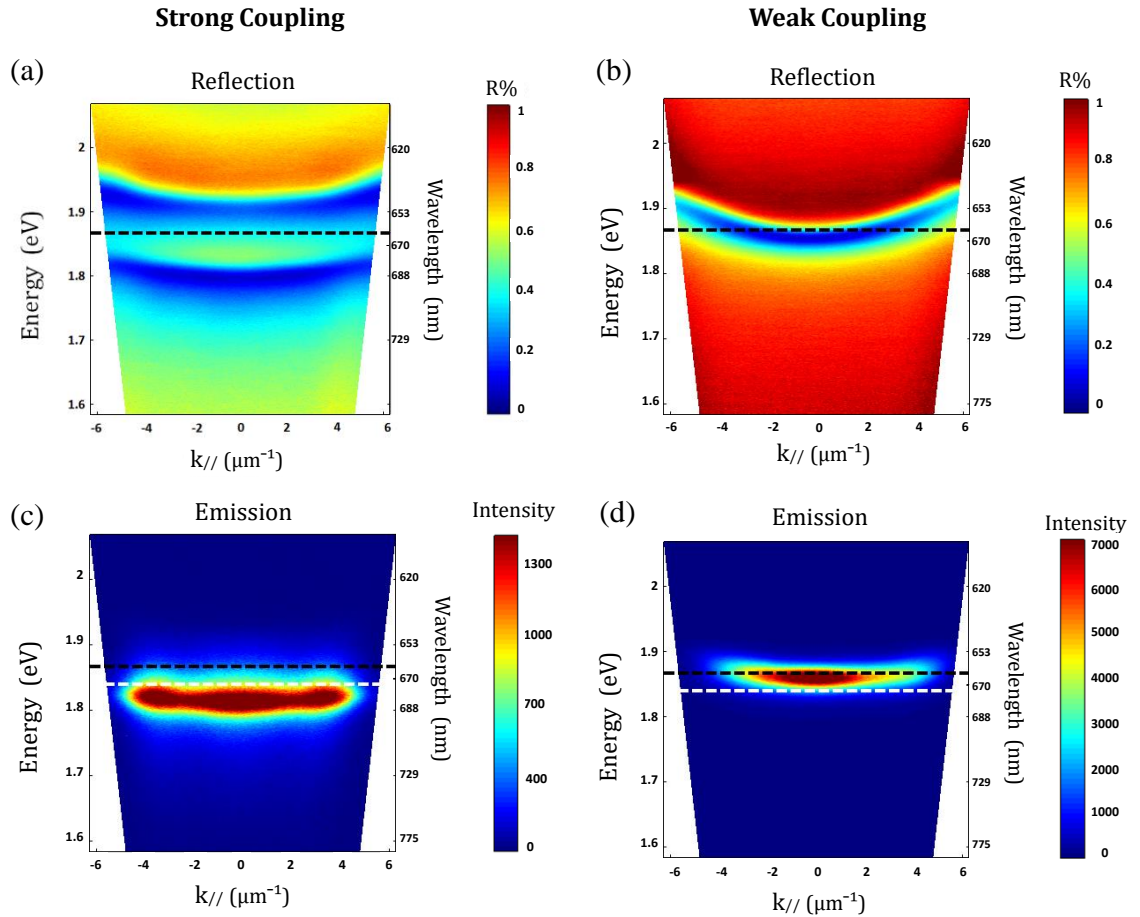 Strong Coupling
Weak Coupling
(a)
Reflection
R%
(b)
Reflection
R%
2
1.9
1.8
1.7
1.6
Energy (eV)
620
653
670
688
729
Wavelength (nm)
1
0.8
0.6
0.4
0.2
0
-6 -4 -2 0 2 4 6
k// (μm⁻¹)
2
1.9
1.8
1.7
1.6
Energy (eV)
620
653
670
688
729
775
Wavelength (nm)
1
0.8
0.6
0.4
0.2
0
-6 -4 -2 0 2 4 6
k// (μm⁻¹)
(c)
Emission
Intensity
(d)
Emission
Intensity
2
1.9
1.8
1.7
1.6
Energy (eV)
620
653
670
688
729
775
Wavelength (nm)
1300
1000
700
400
0
-6 -4 -2 0 2 4 6
k// (μm⁻¹)
2
1.9
1.8
1.7
1.6
Energy (eV)
620
653
670
688
729
775
Wavelength (nm)
7000
6000
5000
4000
3000
2000
1000
0
-6 -4 -2 0 2 4 6
k// (μm⁻¹)